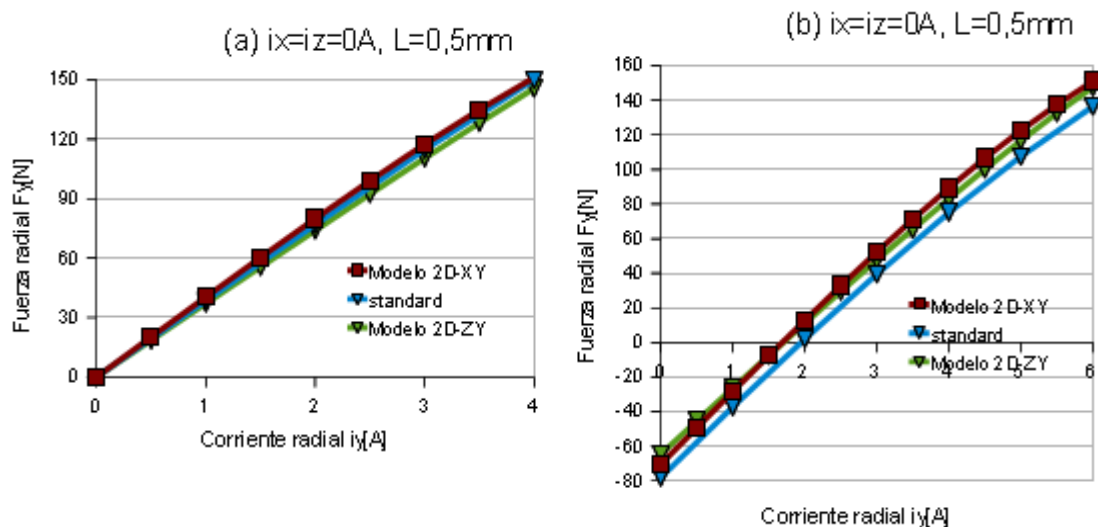 (a) ix=iz=0A, L=0,5mm
150
120
90
60
30
0
0
1
2
3
4
Fuerza radial Fy[N]
Corriente radial iy[A]
Modelo 2D-XY
standard
Modelo 2D-ZY
(b) ix=iz=0A, L=0,5mm
160
140
120
100
80
60
40
20
0
-20
-40
-60
-80
0
1
2
3
4
5
6
Fuerza radial Fy[N]
Corriente radial iy[A]
Modelo 2D-XY
standard
Modelo 2D-ZY